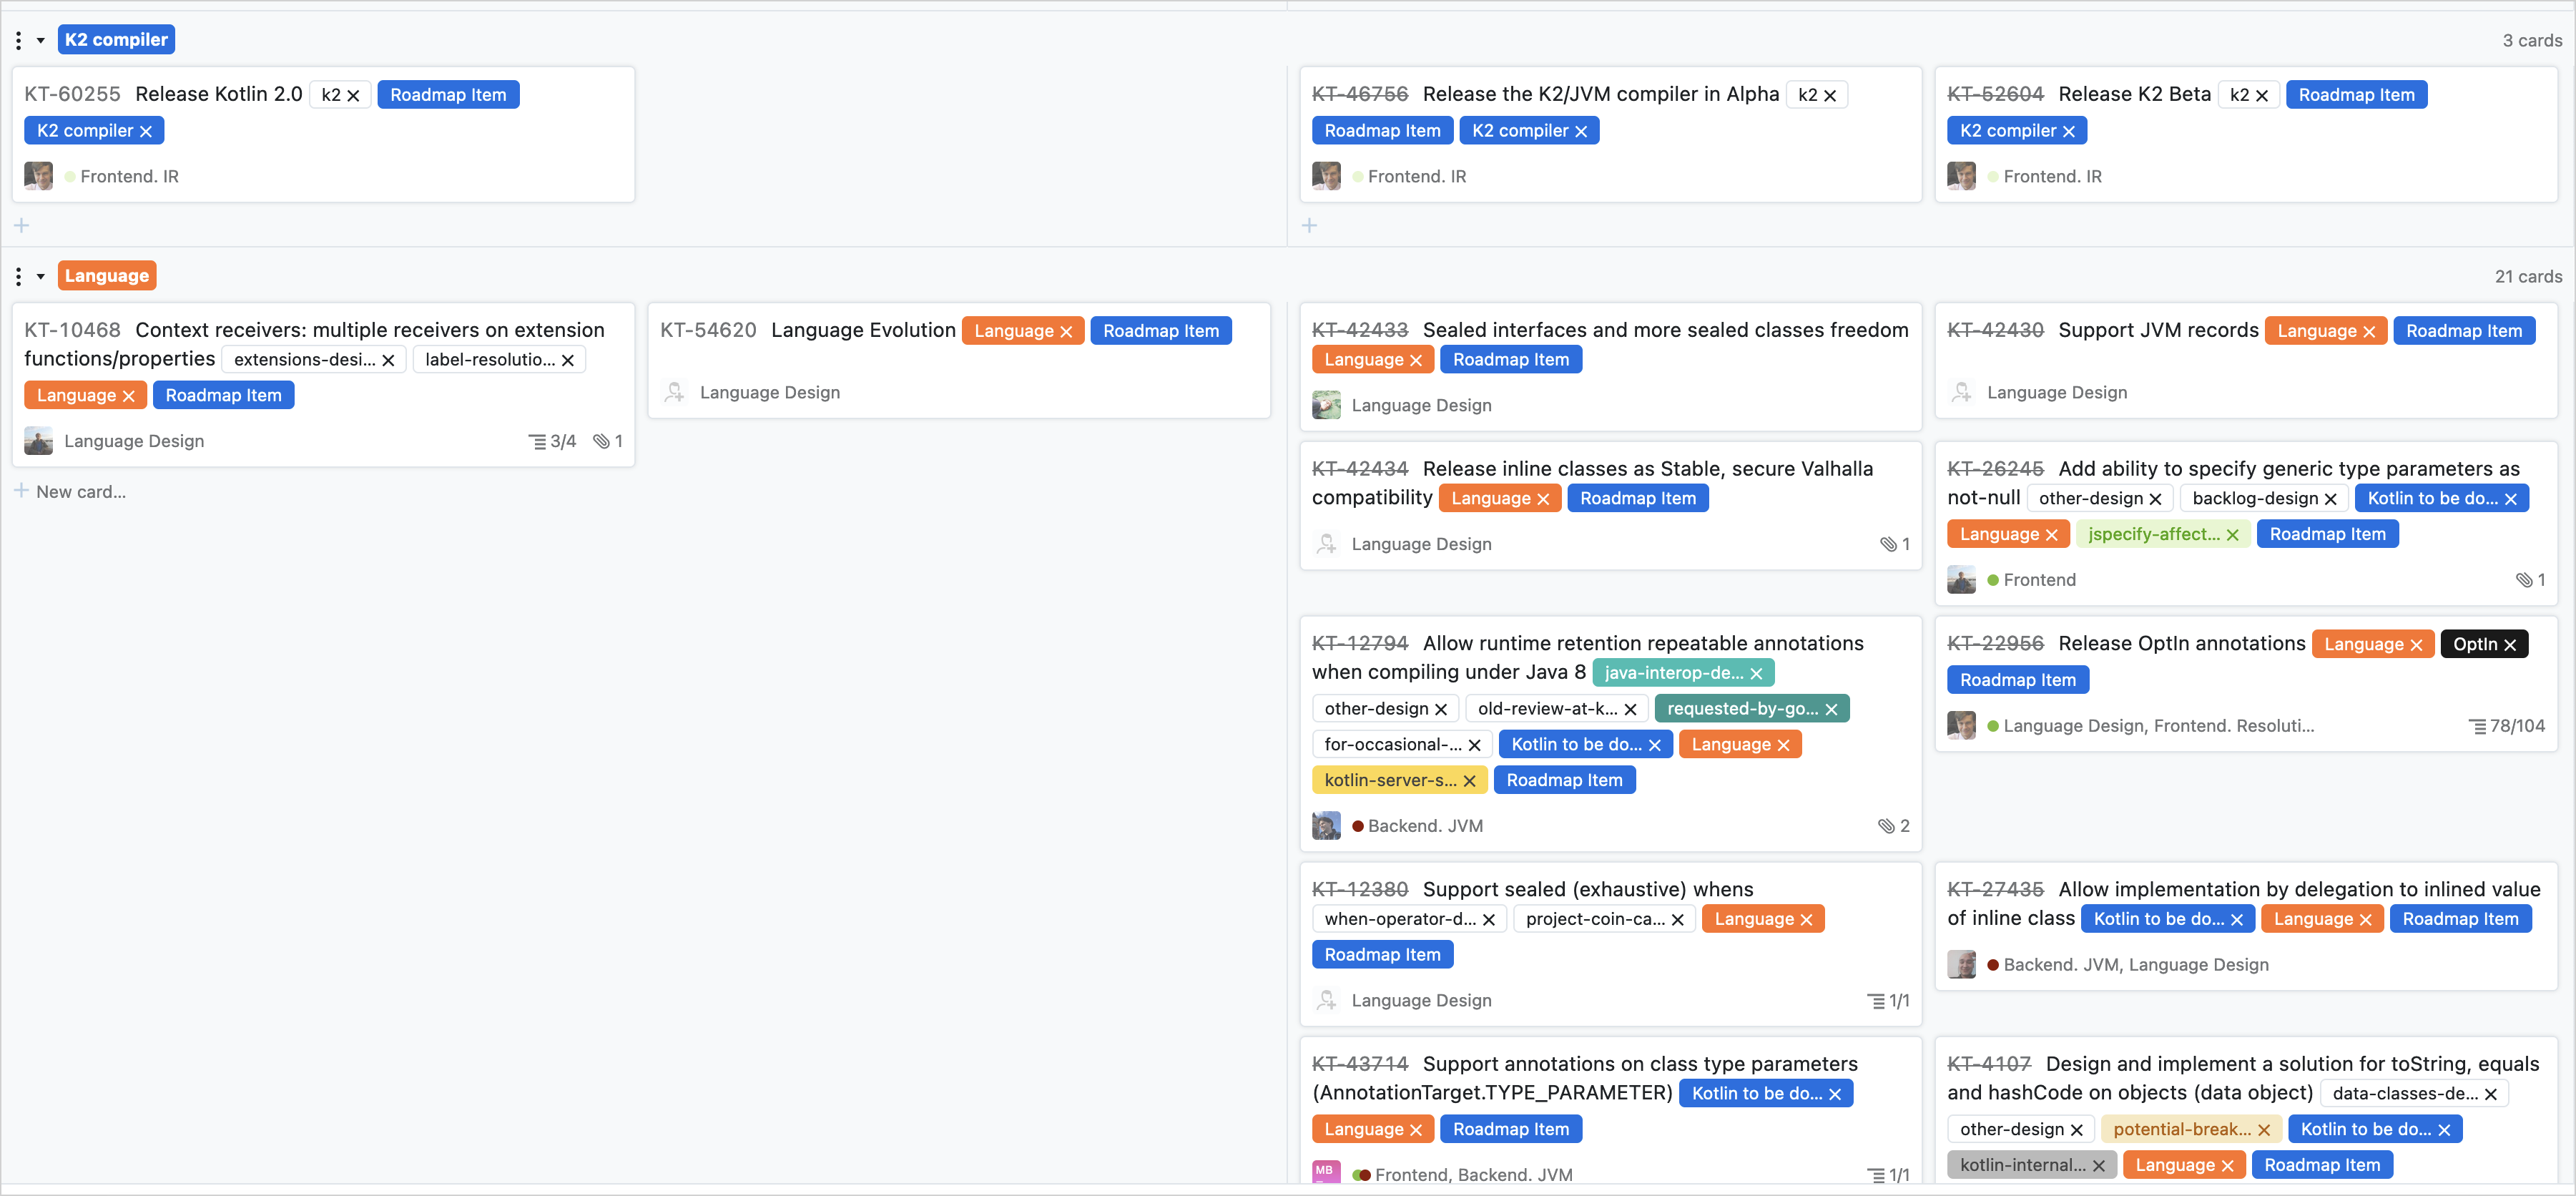 K2 compiler
3 cards
KT-60255 Release Kotlin 2.0 k2 Roadmap Item
K2 compiler
Frontend. IR
KT-46756 Release the K2/JVM compiler in Alpha k2
Roadmap Item K2 compiler
Frontend. IR
KT-52604 Release K2 Beta k2 Roadmap Item
K2 compiler
Frontend. IR
Language
21 cards
KT-10468 Context receivers: multiple receivers on extension
functions/properties extensions-desi... label-resolutio...
Language Roadmap Item
Language Design 3/4 1
New card...
KT-54620 Language Evolution Language Roadmap Item
Language Design
KT-42433 Sealed interfaces and more sealed classes freedom
Language Roadmap Item
Language Design
KT-42430 Support JVM records Language Roadmap Item
Language Design
KT-42434 Release inline classes as Stable, secure Valhalla
compatibility Language Roadmap Item
Language Design 1
KT-26245 Add ability to specify generic type parameters as
not-null other-design backlog-design Kotlin to be do...
Language jspecify-affect... Roadmap Item
Frontend 1
KT-12794 Allow runtime retention repeatable annotations
when compiling under Java 8 java-interop-de...
other-design old-review-at-k... requested-by-go...
for-occasional-... Kotlin to be do... Language
kotlin-server-s... Roadmap Item
Backend. JVM 2
KT-22956 Release OptIn annotations Language OptIn
Roadmap Item
Language Design, Frontend. Resoluti... 78/104
KT-12380 Support sealed (exhaustive) whens
when-operator-d... project-coin-ca... Language
Roadmap Item
Language Design 1/1
KT-27435 Allow implementation by delegation to inlined value
of inline class Kotlin to be do... Language Roadmap Item
Backend. JVM, Language Design
KT-43714 Support annotations on class type parameters
(AnnotationTarget.TYPE_PARAMETER) Kotlin to be do...
Language Roadmap Item
MB Frontend, Backend. JVM 1/1
KT-4107 Design and implement a solution for toString, equals
and hashCode on objects (data object) data-classes-de...
other-design potential-break... Kotlin to be do...
kotlin-internal... Language Roadmap Item